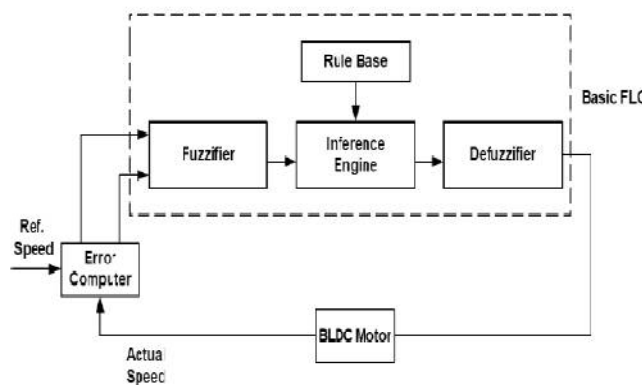 Rule Base
Basic FLC
Fuzzifier
Inference
Engine
Defuzzifier
Ref.
Speed
Error
Computer
BLDC Motor
Actual
Speed